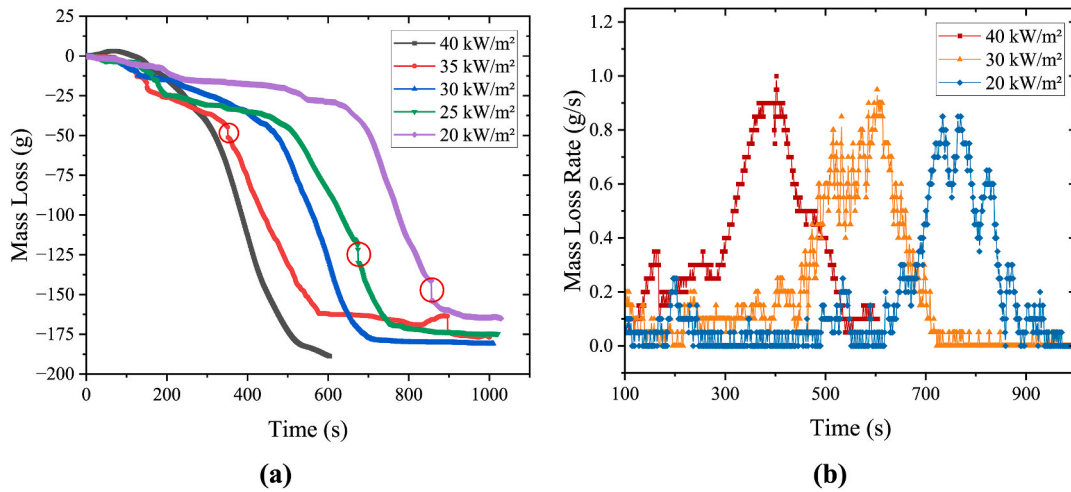 25
0
−25
−50
−75
−100
−125
−150
−175
−200
Mass Loss (g)
0 200 400 600 800 1000
Time (s)
40 kW/m²
35 kW/m²
30 kW/m²
25 kW/m²
20 kW/m²
(a)
1.2
1.0
0.8
0.6
0.4
0.2
0.0
Mass Loss Rate (g/s)
100 300 500 700 900
Time (s)
40 kW/m²
30 kW/m²
20 kW/m²
(b)